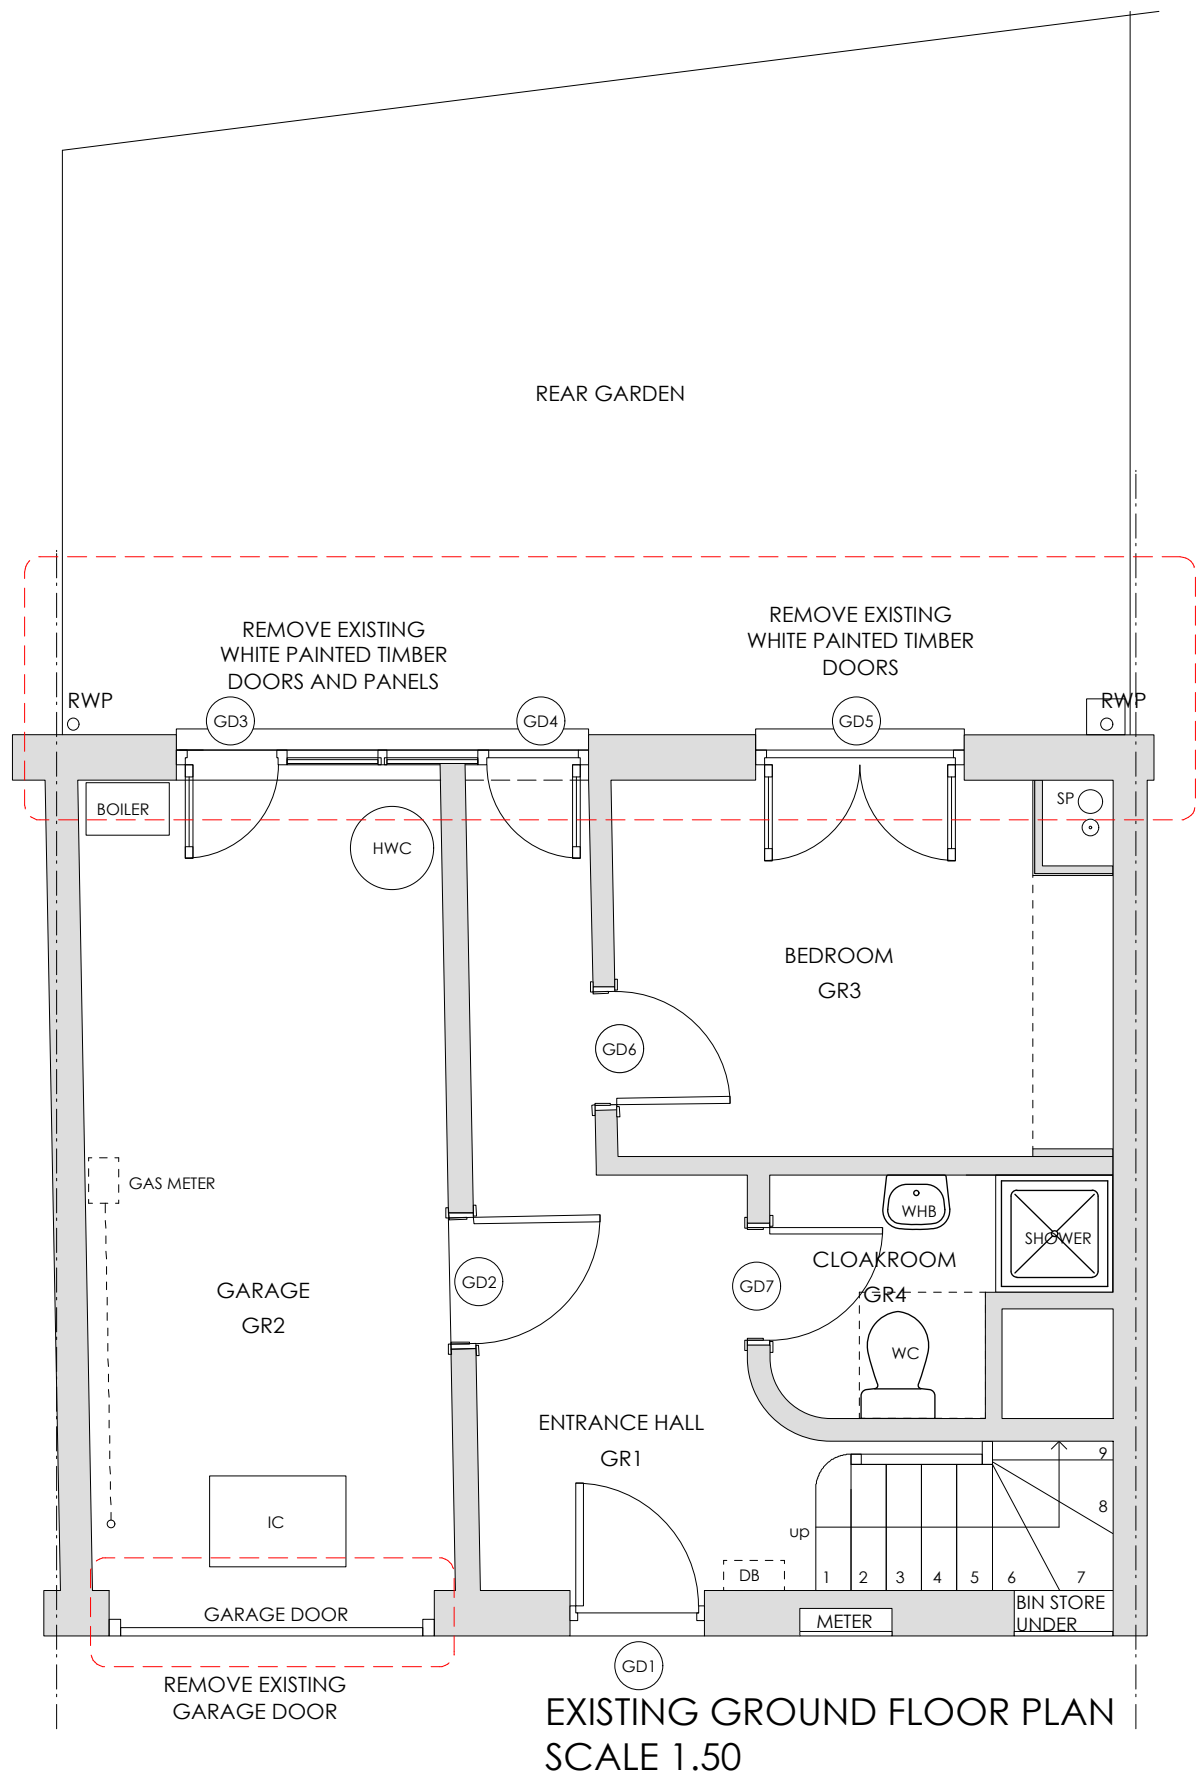 REAR GARDEN
REMOVE EXISTING
WHITE PAINTED TIMBER
DOORS AND PANELS
REMOVE EXISTING
WHITE PAINTED TIMBER
DOORS
RWP
RWP
GD3
GD4
GD5
BOILER
HWC
SP
BEDROOM
GR3
GD6
GAS METER
WHB
SHOWER
CLOAKROOM
GR4
GD2
GD7
GARAGE
GR2
WC
ENTRANCE HALL
GR1
IC
up
DB
1
2
3
4
5
6
7
8
9
GARAGE DOOR
METER
BIN STORE
UNDER
REMOVE EXISTING
GARAGE DOOR
GD1
EXISTING GROUND FLOOR PLAN
SCALE 1.50